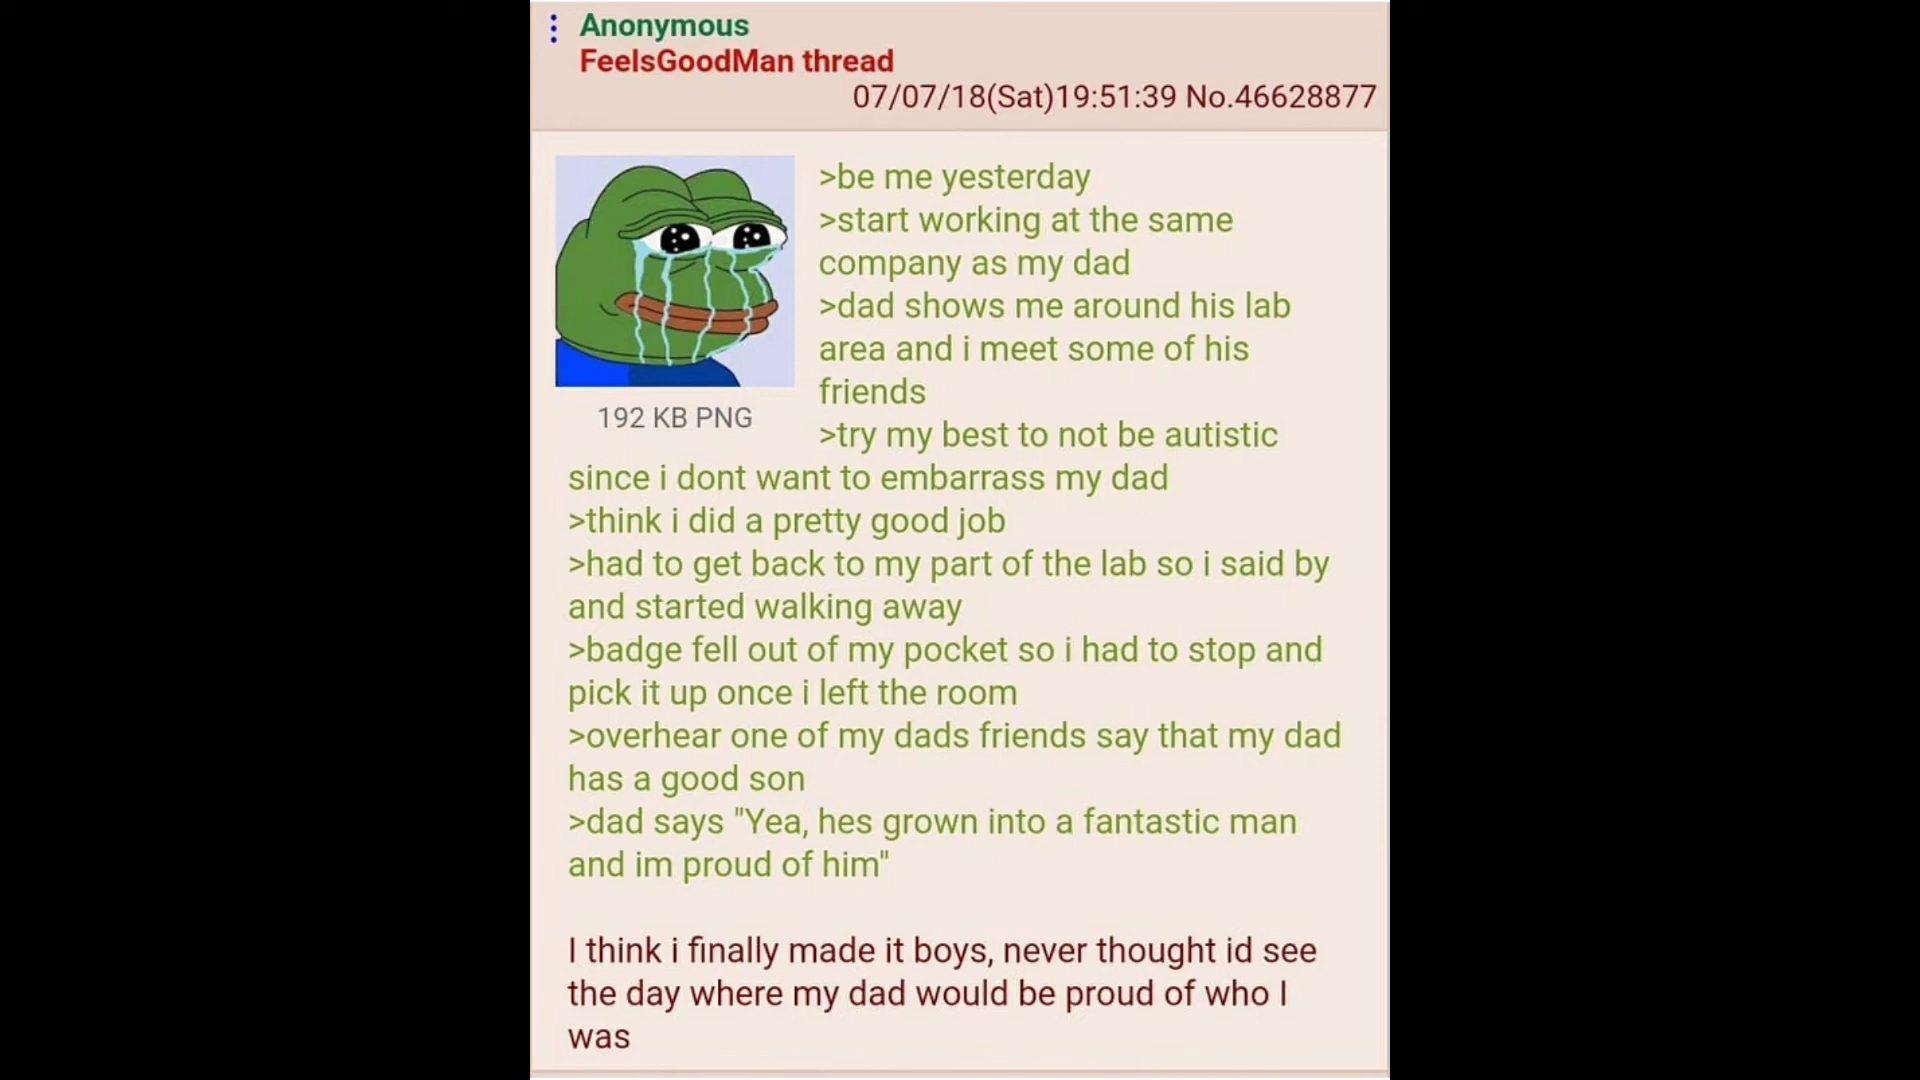 Anonymous
FeelsGoodMan thread
07/07/18(Sat)19:51:39 No.46628877
192 KB PNG
>be me yesterday
>start working at the same
company as my dad
>dad shows me around his lab
area and i meet some of his
friends
>try my best to not be autistic
since i dont want to embarrass my dad
>think i did a pretty good job
>had to get back to my part of the lab so i said by
and started walking away
>badge fell out of my pocket so i had to stop and
pick it up once i left the room
>overhear one of my dads friends say that my dad
has a good son
>dad says "Yea, hes grown into a fantastic man
and im proud of him"
I think i finally made it boys, never thought id see
the day where my dad would be proud of who I
was